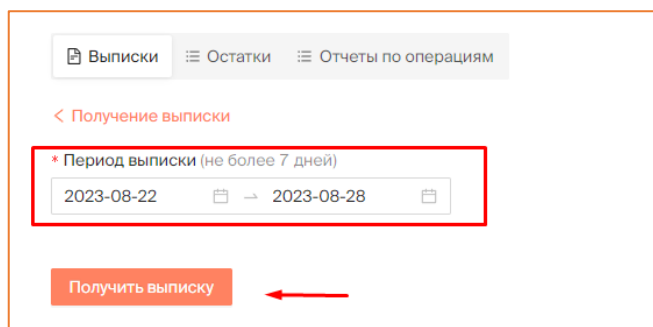 Выписки Остатки Отчеты по операциям
< Получение выписки
* Период выписки (не более 7 дней)
2023-08-22 → 2023-08-28
Получить выписку